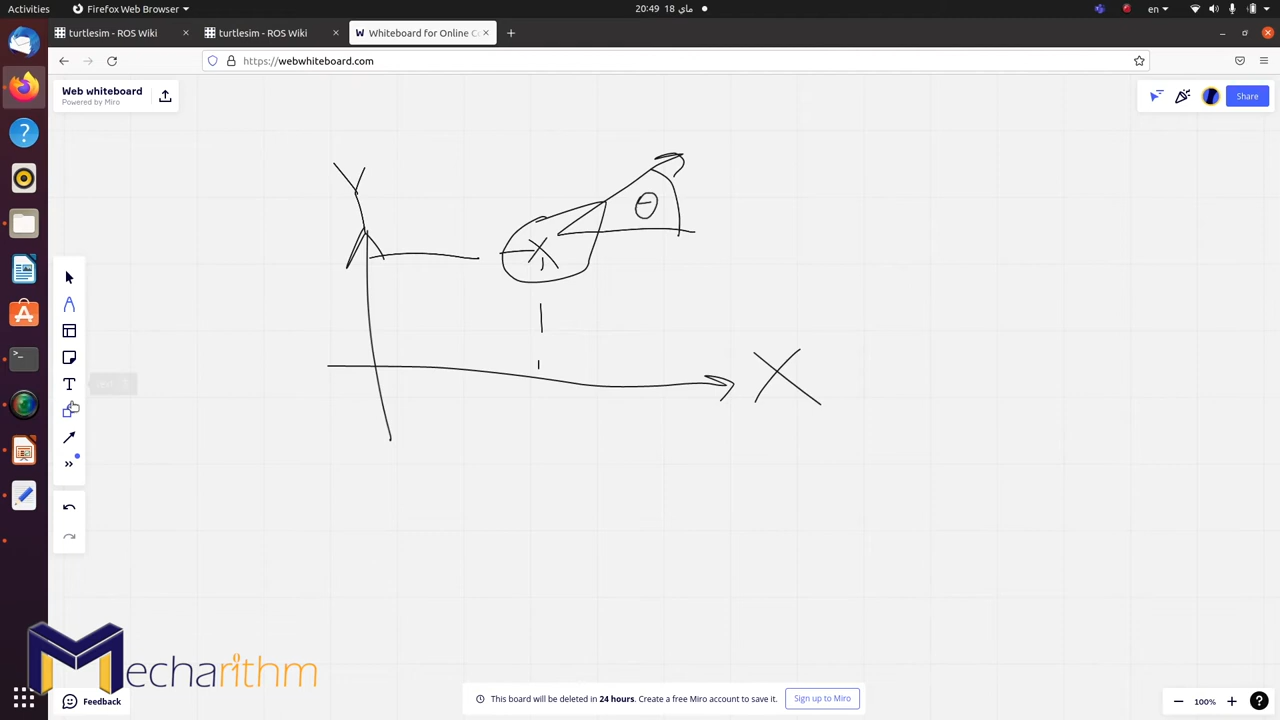 Activities
Firefox Web Browser
20:49 18 مای
en
turtlesim - ROS Wiki
turtlesim - ROS Wiki
Whiteboard for Online C
https://webwhiteboard.com
Web whiteboard
Powered by Miro
Share
Y
Θ
X
X
T
Mecharithm
Feedback
This board will be deleted in 24 hours. Create a free Miro account to save it.
Sign up to Miro
100%